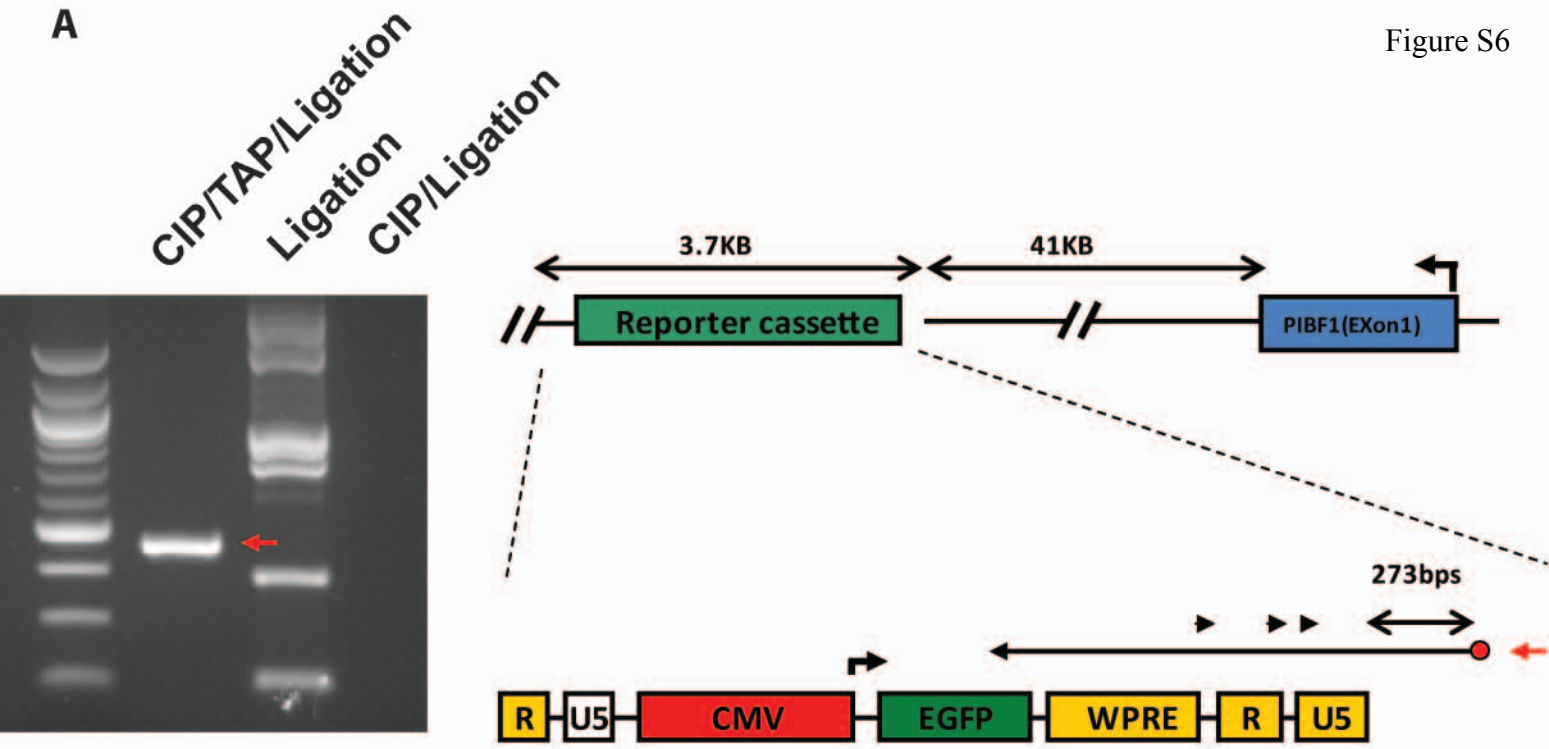 A
Figure S6
CIP/TAP/Ligation
Ligation
CIP/Ligation
3.7KB
41KB
Reporter cassette
PIBF1(EXon1)
273bps
R
U5
CMV
EGFP
WPRE
R
U5